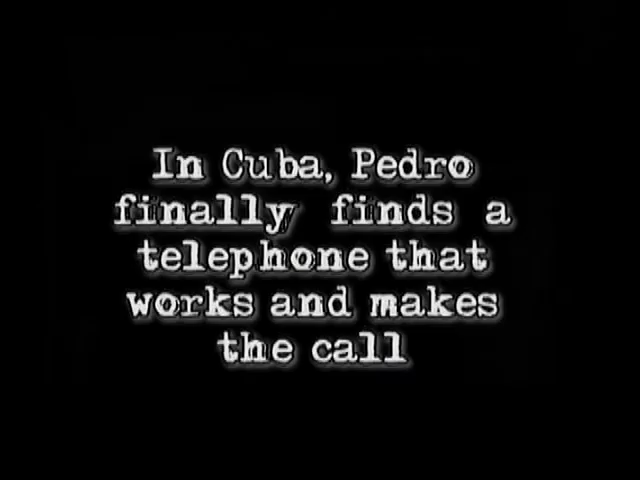 In Cuba, Pedro
finally finds a
telephone that
works and makes
the call